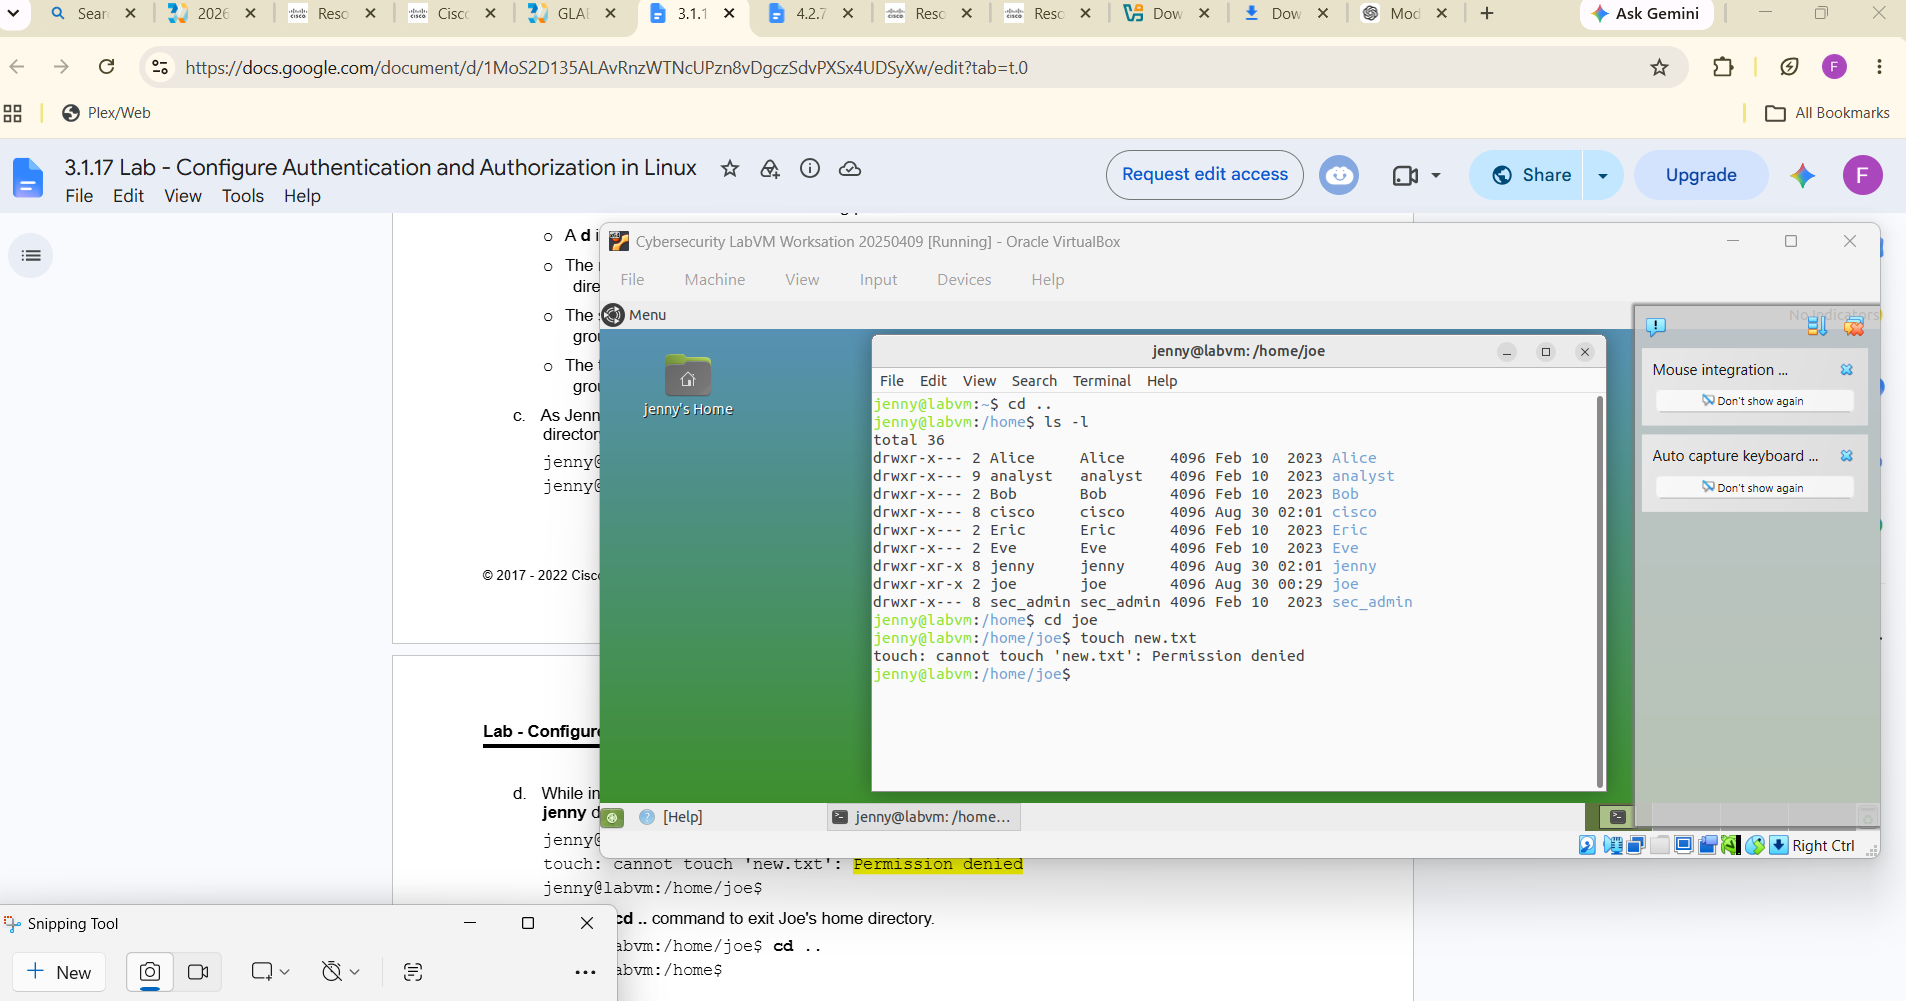 Sear
2026
Reso
Cisco
GLAB
3.1.1
4.2.7
Reso
Reso
Dow
Dow
Mod
Ask Gemini
https://docs.google.com/document/d/1MoS2D135ALAvRnzWTNcUPzn8vDgczSdvPXSx4UDSyXw/edit?tab=t.0
F
Plex/Web
All Bookmarks
3.1.17 Lab - Configure Authentication and Authorization in Linux
File Edit View Tools Help
Request edit access
Share
Upgrade
F
o A d i
o The
dire
o The s
grou
o The t
grou
c. As Jenn
director
jenny@
jenny@
© 2017 - 2022 Cisco
Lab - Configure
d. While in
jenny d
jenny@
touch: cannot touch 'new.txt': Permission denied
jenny@labvm:/home/joe$
cd .. command to exit Joe's home directory.
abvm:/home/joe$ cd ..
abvm:/home$
Cybersecurity LabVM Worksation 20250409 [Running] - Oracle VirtualBox
File Machine View Input Devices Help
Menu
No Indicators
jenny's Home
jenny@labvm: /home/joe
File Edit View Search Terminal Help
jenny@labvm:~$ cd ..
jenny@labvm:/home$ ls -l
total 36
drwxr-x--- 2 Alice Alice 4096 Feb 10 2023 Alice
drwxr-x--- 9 analyst analyst 4096 Feb 10 2023 analyst
drwxr-x--- 2 Bob Bob 4096 Feb 10 2023 Bob
drwxr-x--- 8 cisco cisco 4096 Aug 30 02:01 cisco
drwxr-x--- 2 Eric Eric 4096 Feb 10 2023 Eric
drwxr-x--- 2 Eve Eve 4096 Feb 10 2023 Eve
drwxr-xr-x 8 jenny jenny 4096 Aug 30 02:01 jenny
drwxr-xr-x 2 joe joe 4096 Aug 30 00:29 joe
drwxr-x--- 8 sec_admin sec_admin 4096 Feb 10 2023 sec_admin
jenny@labvm:/home$ cd joe
jenny@labvm:/home/joe$ touch new.txt
touch: cannot touch 'new.txt': Permission denied
jenny@labvm:/home/joe$
Mouse integration ...
Don't show again
Auto capture keyboard ...
Don't show again
[Help]
jenny@labvm: /home...
Right Ctrl
Snipping Tool
New